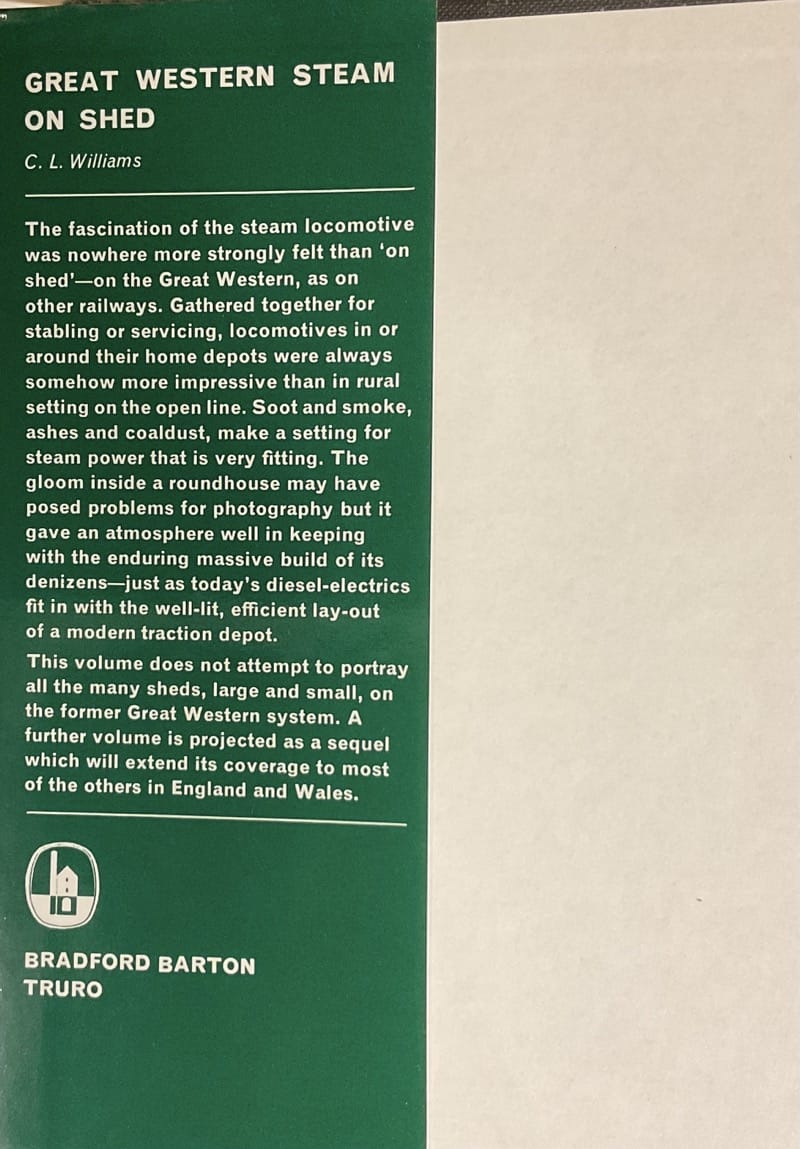 GREAT WESTERN STEAM
ON SHED
C. L. Williams
The fascination of the steam locomotive
was nowhere more strongly felt than ‘on
shed’—on the Great Western, as on
other railways. Gathered together for
stabling or servicing, locomotives in or
around their home depots were always
somehow more impressive than in rural
setting on the open line. Soot and smoke,
ashes and coaldust, make a setting for
steam power that is very fitting. The
gloom inside a roundhouse may have
posed problems for photography but it
gave an atmosphere well in keeping
with the enduring massive build of its
denizens—just as today’s diesel-electrics
fit in with the well-lit, efficient lay-out
of a modern traction depot.
This volume does not attempt to portray
all the many sheds, large and small, on
the former Great Western system. A
further volume is projected as a sequel
which will extend its coverage to most
of the others in England and Wales.
BRADFORD BARTON
TRURO